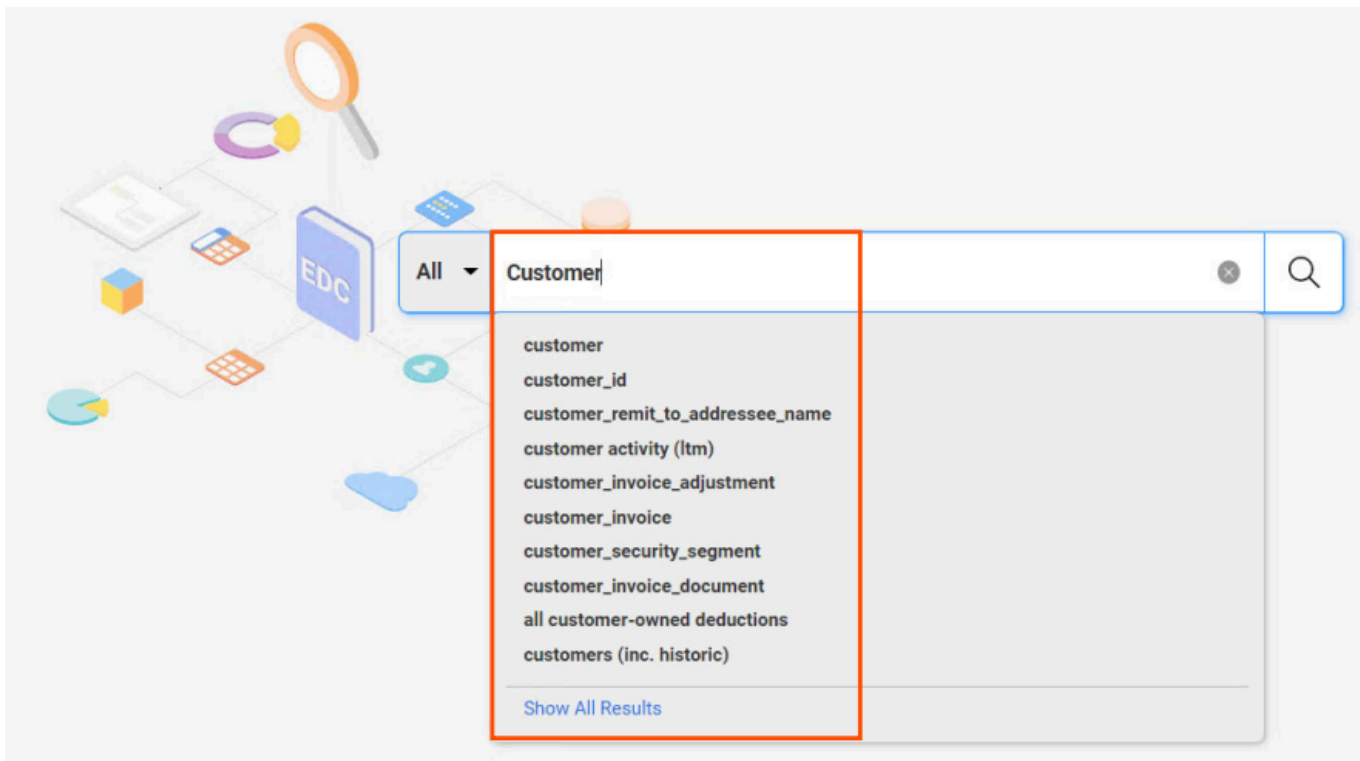 EDC
All
Customer
customer
customer_id
customer_remit_to_addressee_name
customer activity (ltm)
customer_invoice_adjustment
customer_invoice
customer_security_segment
customer_invoice_document
all customer-owned deductions
customers (inc. historic)
Show All Results